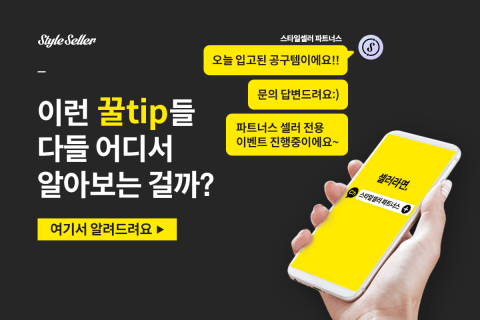 Style Seller
스타일셀러 파트너스
오늘 입고된 공구템이에요!!
문의 답변드려요:)
파트너스 셀러 전용
이벤트 진행중이에요~
이런 꿀tip들
다들 어디서
알아보는 걸까?
여기서 알려드려요 ▶
셀러라면
스타일셀러 파트너스